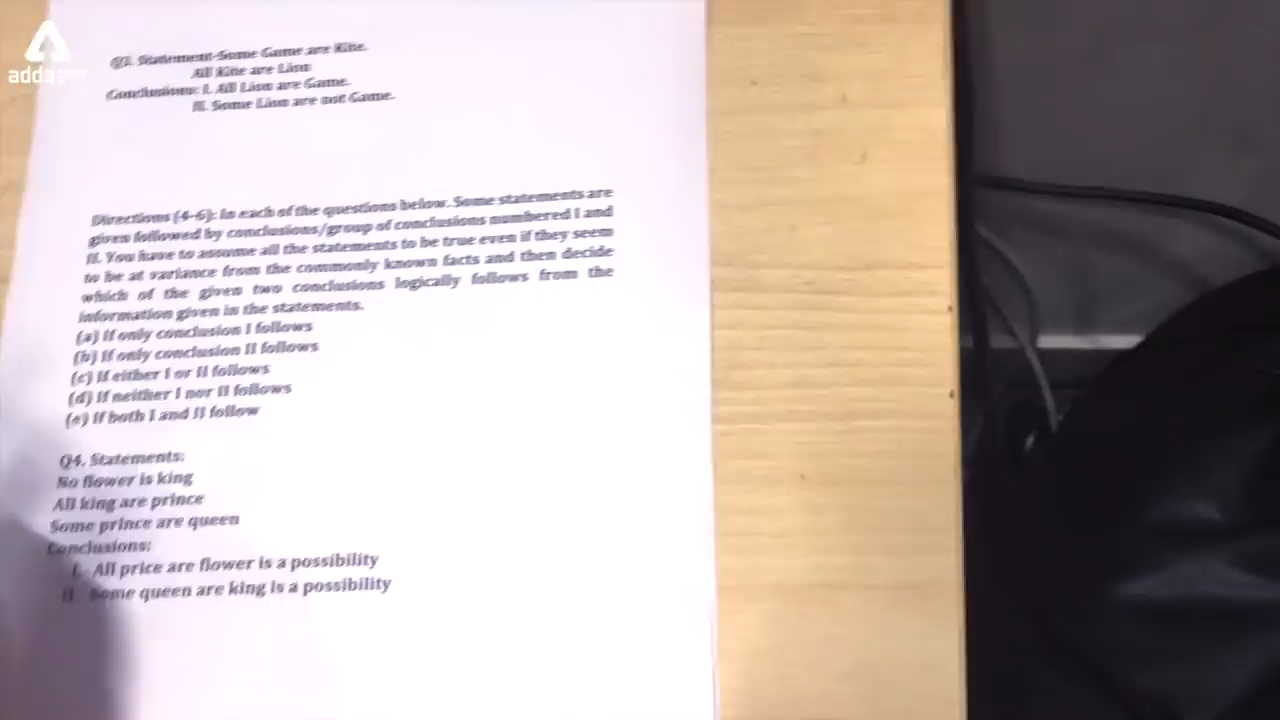 adda
Q3. Statement-Some Game are Kite.
All Kite are Lion
Conclusions: I. All Lion are Game.
II. Some Lion are not Game.
Directions (4-6): In each of the questions below. Some statements are
given followed by conclusions/group of conclusions numbered I and
II. You have to assume all the statements to be true even if they seem
to be at variance from the commonly known facts and then decide
which of the given two conclusions logically follows from the
information given in the statements.
(a) If only conclusion I follows
(b) If only conclusion II follows
(c) If either I or II follows
(d) If neither I nor II follows
(e) If both I and II follow
Q4. Statements:
No flower is king
All king are prince
Some prince are queen
Conclusions:
I. All price are flower is a possibility
II. Some queen are king is a possibility